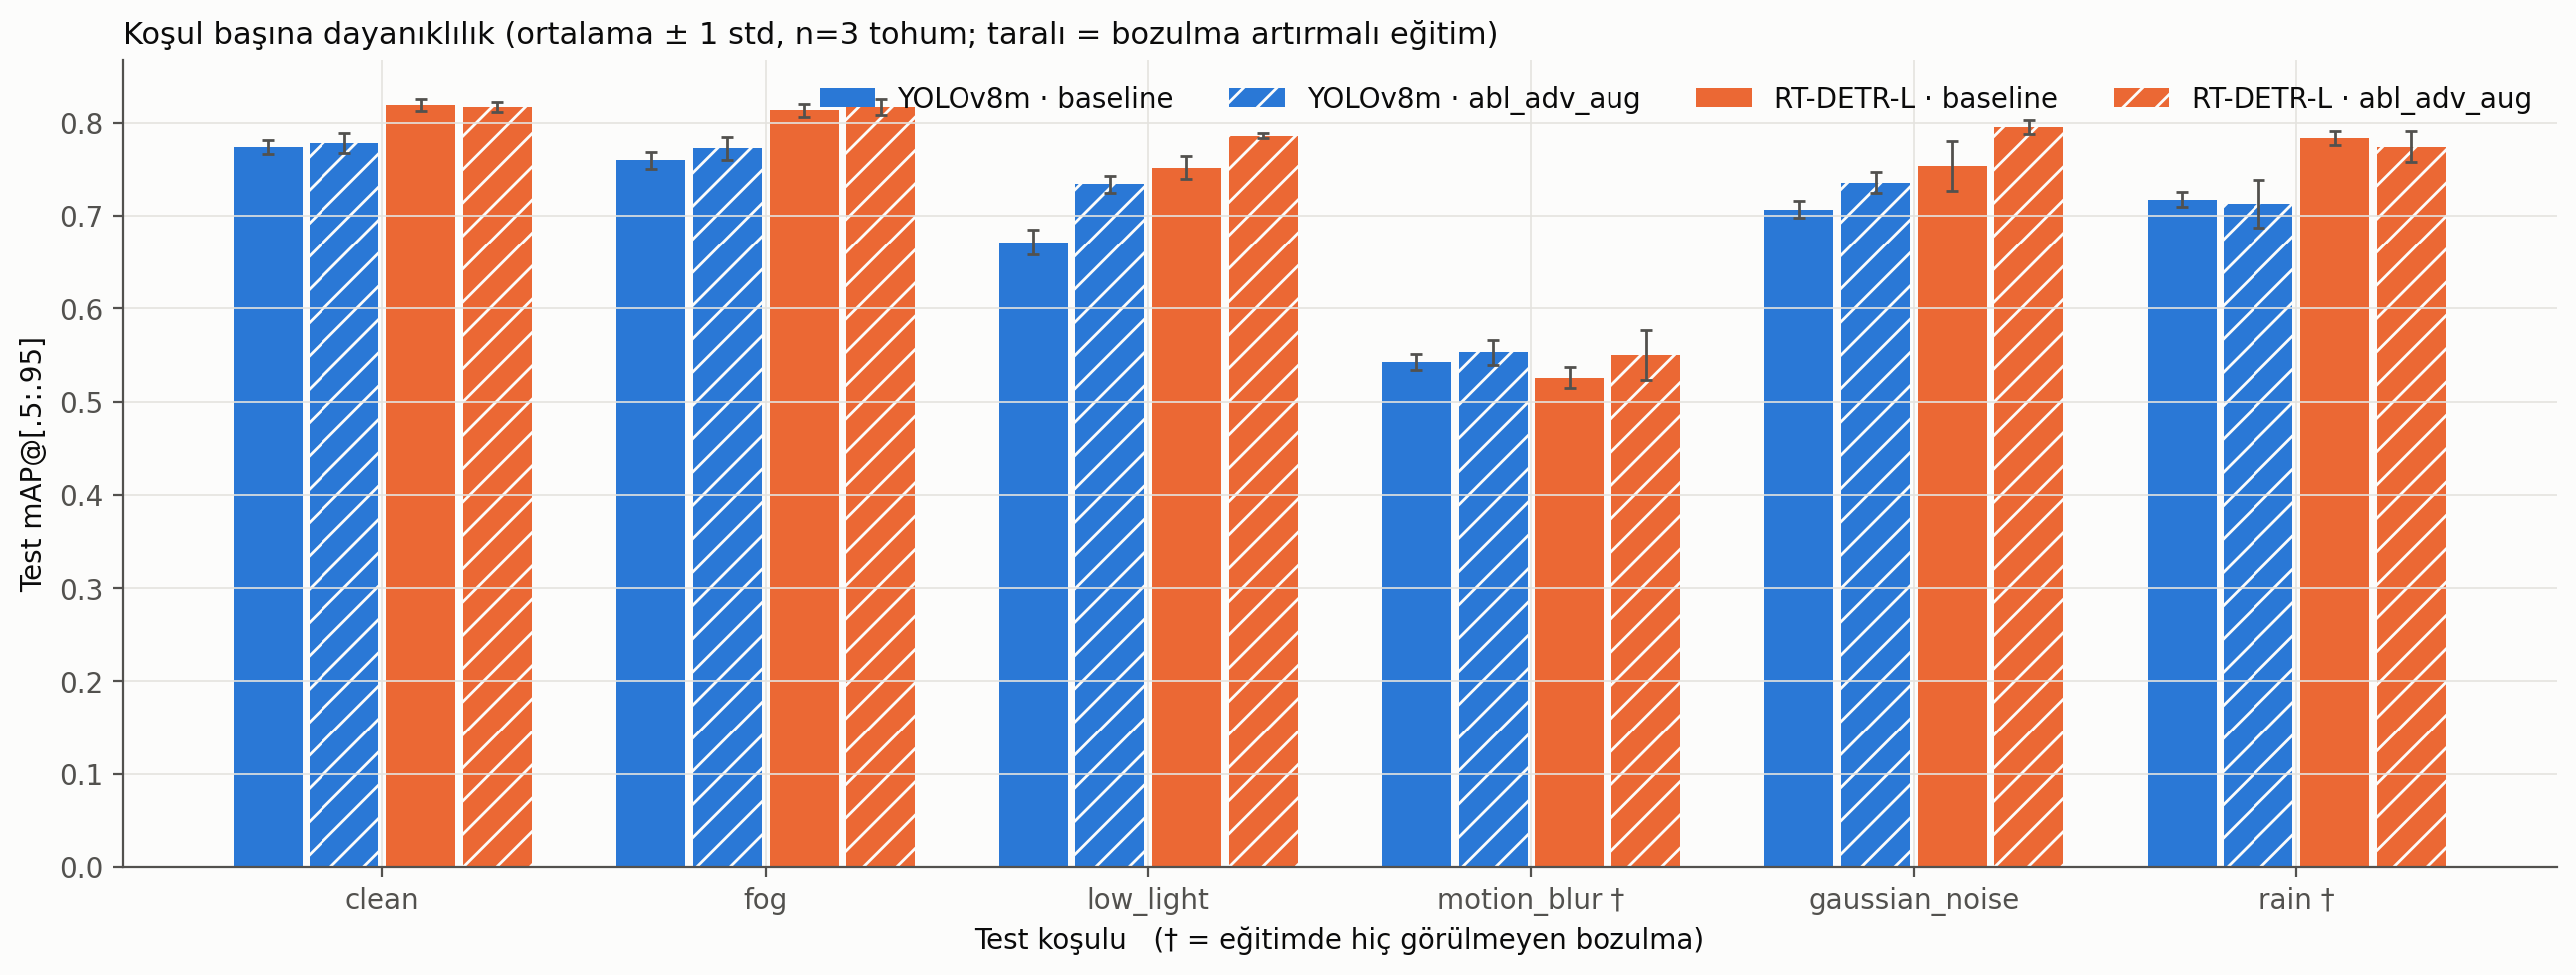 Koşul başına dayanıklılık (ortalama ± 1 std, n=3 tohum; taralı = bozulma artırmalı eğitim)
YOLOv8m · baseline YOLOv8m · abl_adv_aug RT-DETR-L · baseline RT-DETR-L · abl_adv_aug
Test mAP@[.5:.95]
0.8
0.7
0.6
0.5
0.4
0.3
0.2
0.1
0.0
clean fog low_light motion_blur † gaussian_noise rain †
Test koşulu († = eğitimde hiç görülmeyen bozulma)